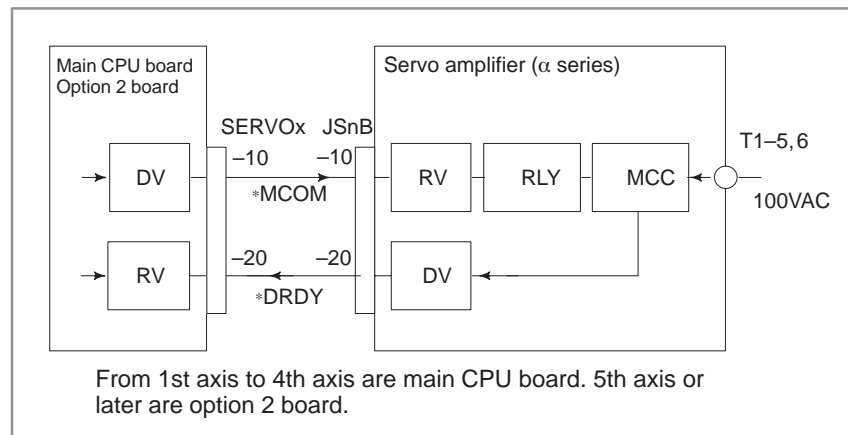 Main CPU board
Option 2 board
Servo amplifier (α series)
SERVOx JSnB
T1–5, 6
–10 –10
DV
RV
RLY
MCC
∗MCOM
100VAC
–20 –20
RV
DV
∗DRDY
From 1st axis to 4th axis are main CPU board. 5th axis or
later are option 2 board.